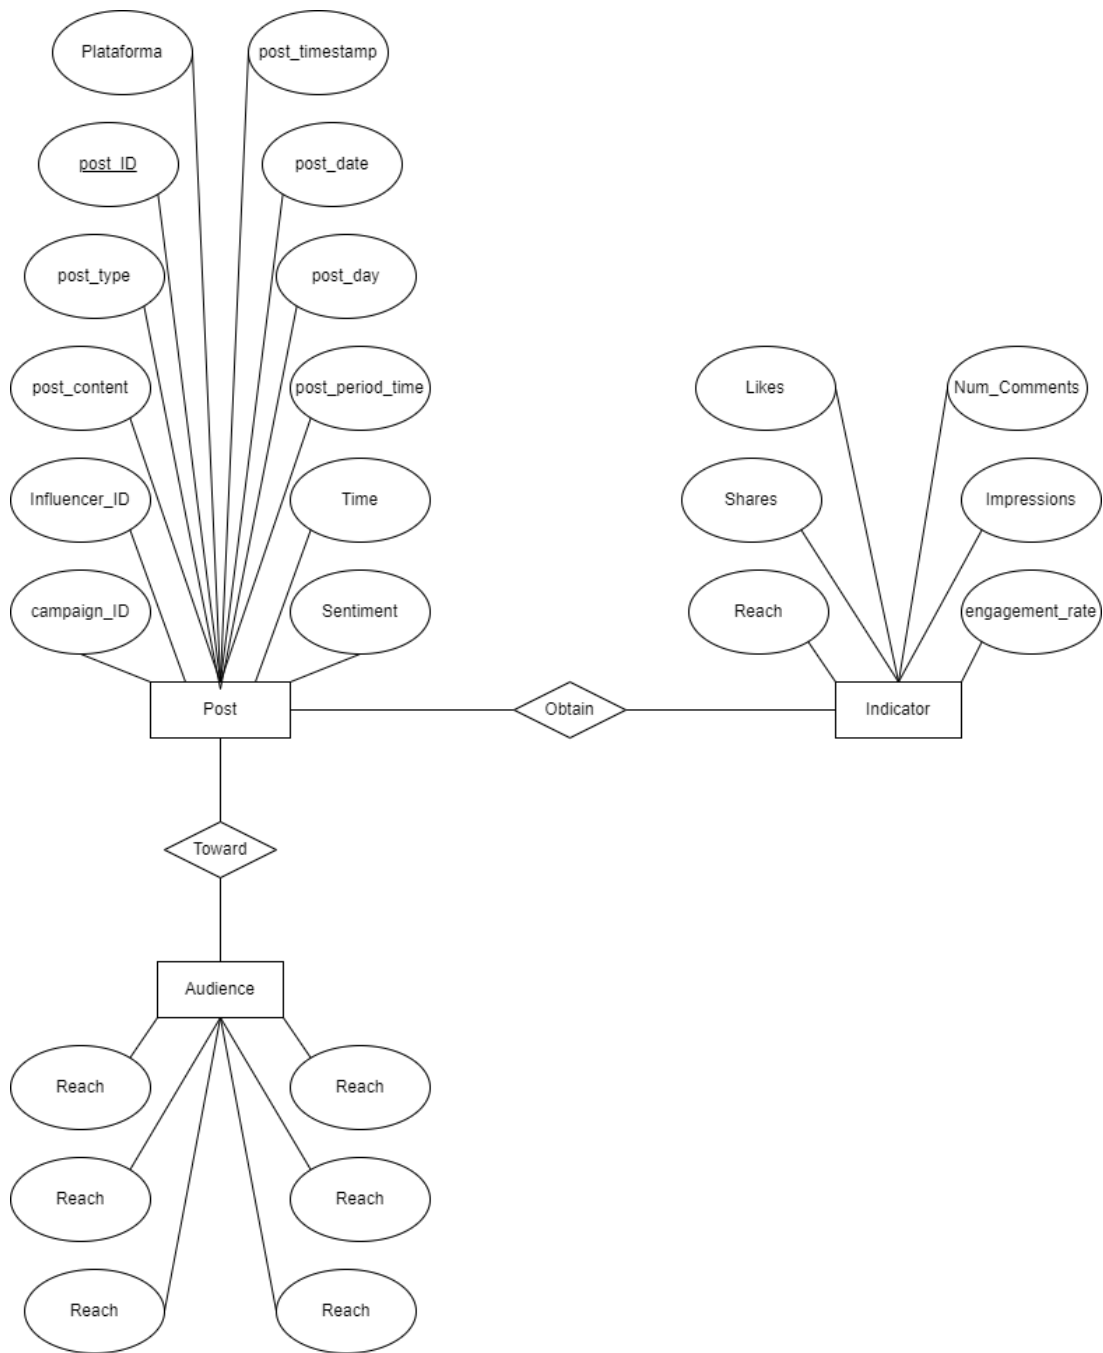 Plataforma
post_timestamp
post_ID
post_date
post_type
post_day
post_content
post_period_time
Likes
Num_Comments
Influencer_ID
Time
Shares
Impressions
campaign_ID
Sentiment
Reach
engagement_rate
Post
Obtain
Indicator
Toward
Audience
Reach
Reach
Reach
Reach
Reach
Reach